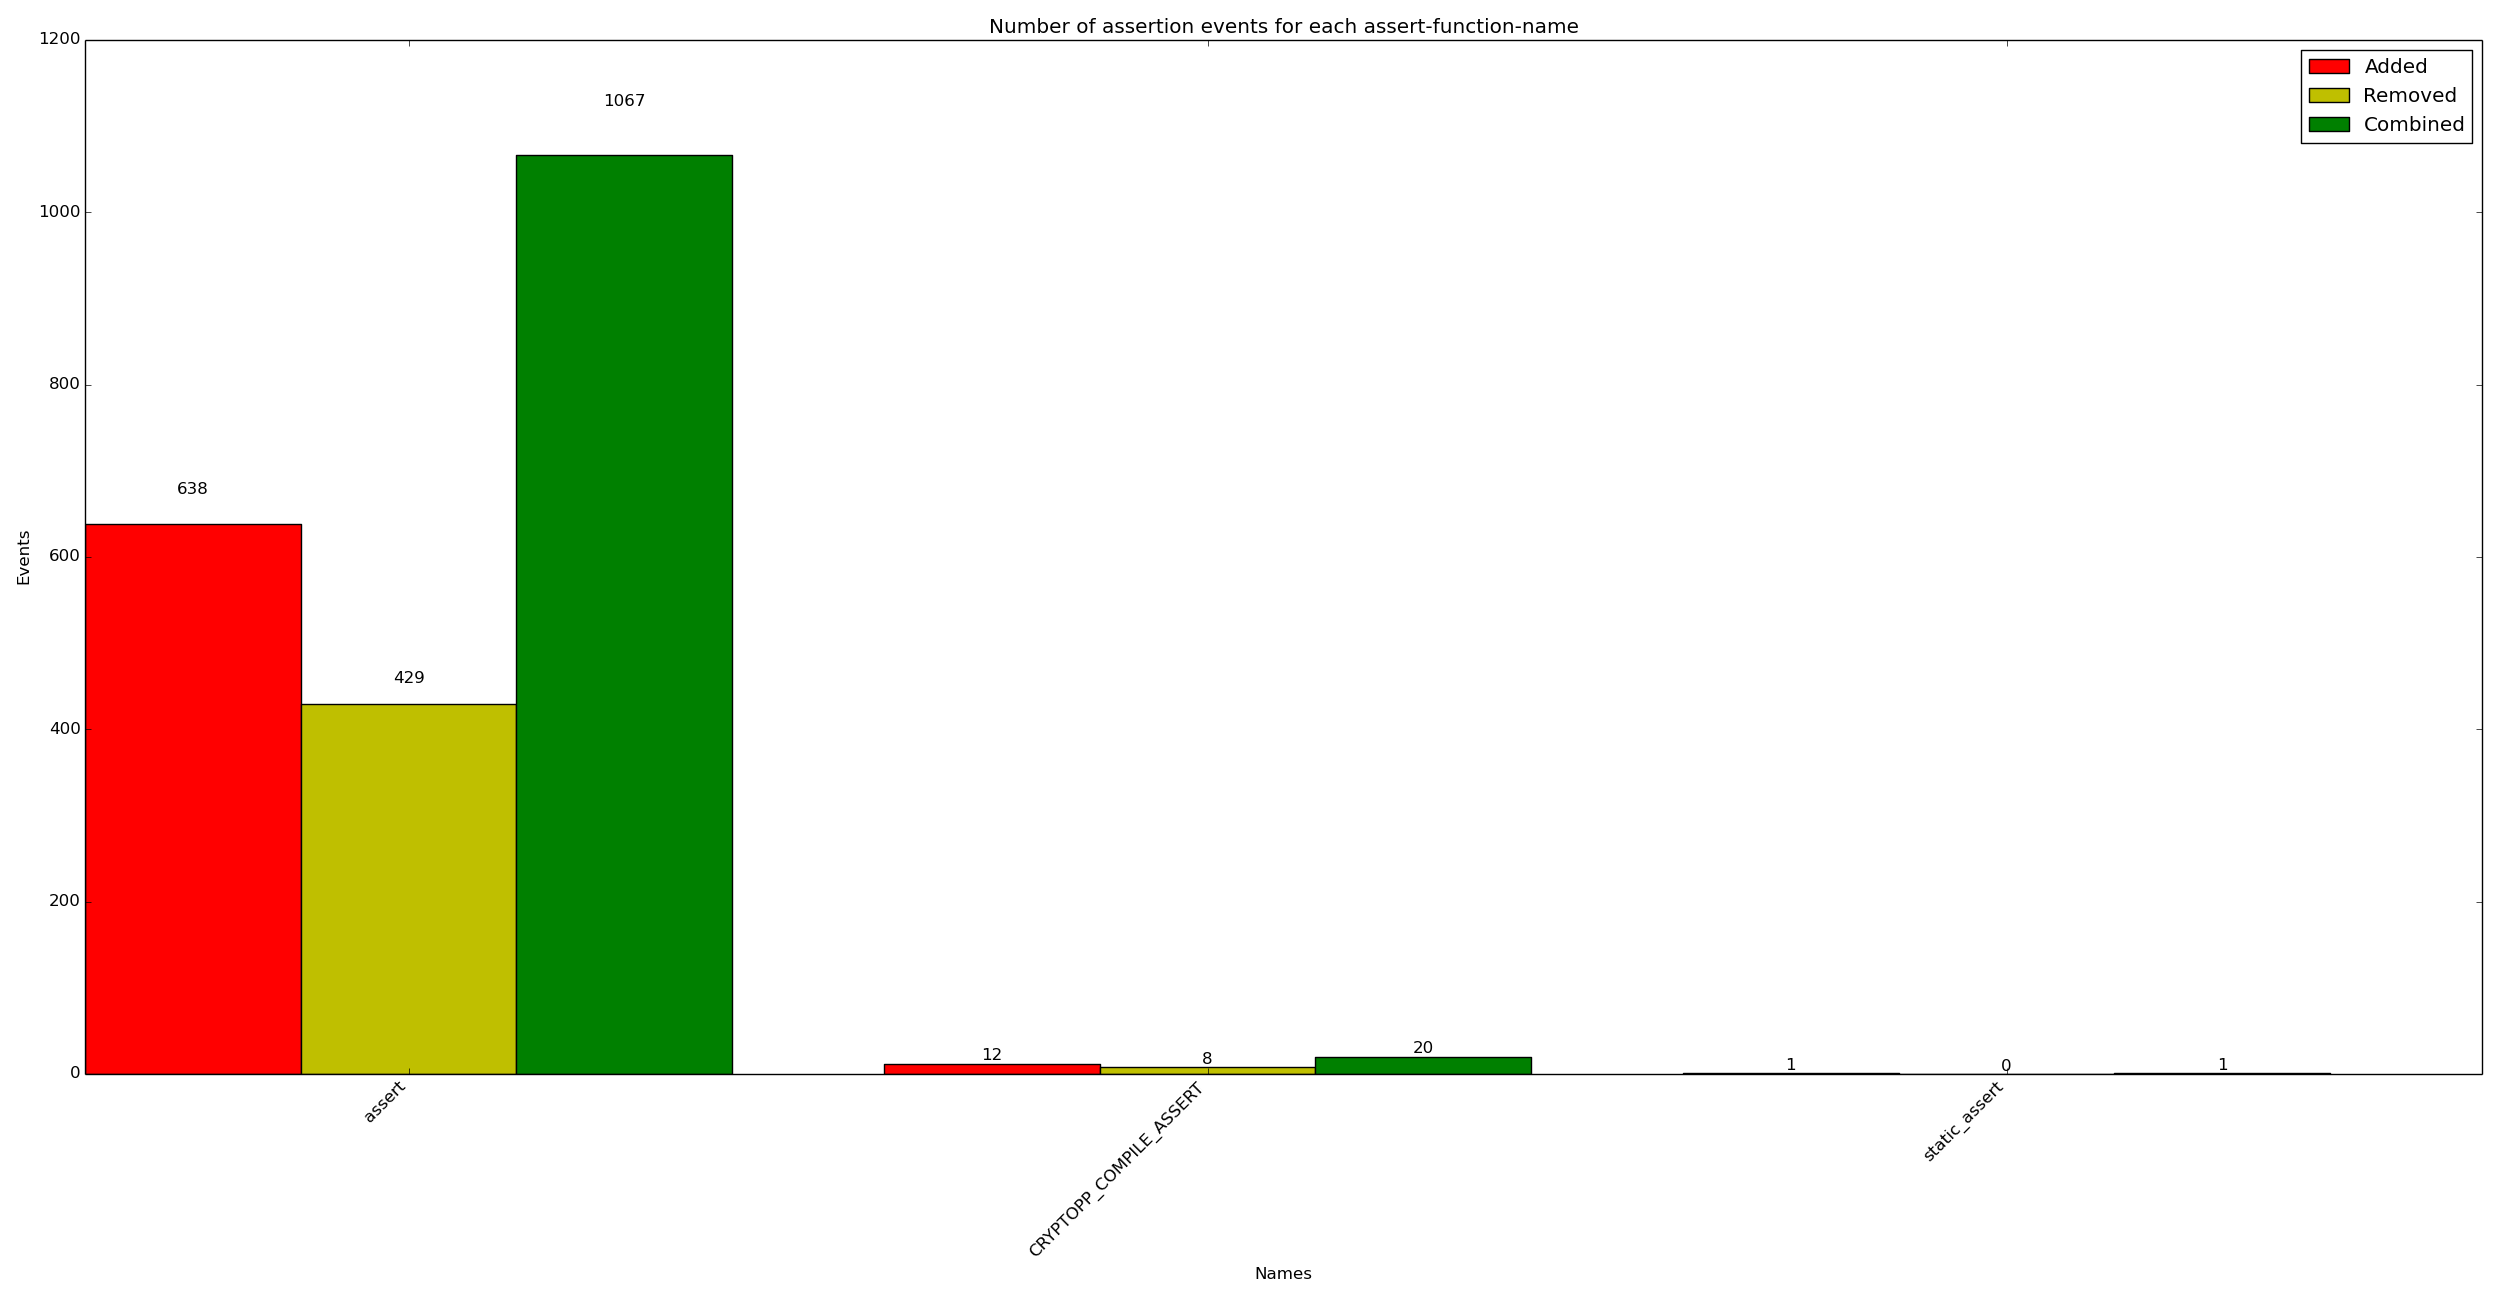 Number of assertion events for each assert-function-name
Added
Removed
Combined
1200
1000
800
600
400
200
0
Events
638
429
1067
12
8
20
1
0
1
assert
CRYPTOPP_COMPILE_ASSERT
static_assert
Names